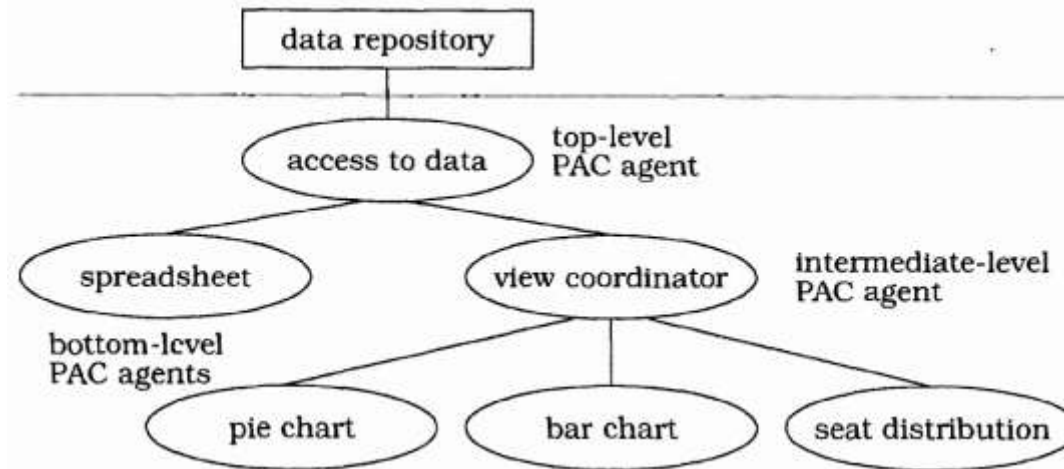 data repository
access to data
top-level
PAC agent
spreadsheet
view coordinator
intermediate-level
PAC agent
bottom-level
PAC agents
pie chart
bar chart
seat distribution